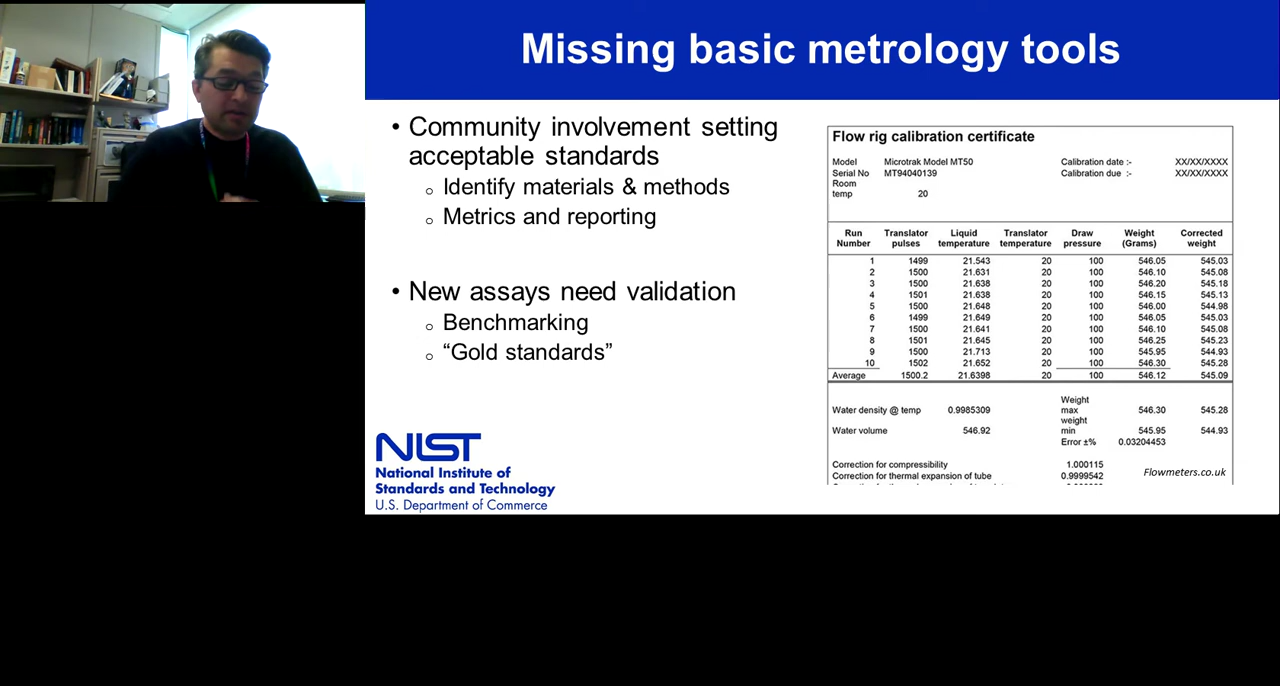 Missing basic metrology tools
• Community involvement setting
acceptable standards
o Identify materials & methods
o Metrics and reporting
• New assays need validation
o Benchmarking
o “Gold standards”
NIST
National Institute of
Standards and Technology
U.S. Department of Commerce
Flow rig calibration certificate
Model Microtrak Model MT50 Calibration date :- XX/XX/XXXX
Serial No MT94040139 Calibration due :- XX/XX/XXXX
Room
temp 20
Run Translator Liquid Translator Draw Weight Corrected
Number pulses temperature temperature pressure (Grams) weight
1 1499 21.543 20 100 546.05 545.03
2 1500 21.631 20 100 546.10 545.08
3 1500 21.638 20 100 546.20 545.18
4 1501 21.638 20 100 546.15 545.13
5 1500 21.648 20 100 546.00 544.98
6 1499 21.649 20 100 546.05 545.03
7 1500 21.641 20 100 546.10 545.08
8 1501 21.645 20 100 546.25 545.23
9 1500 21.713 20 100 545.95 544.93
10 1502 21.652 20 100 546.30 545.28
Average 1500.2 21.6398 20 100 546.12 545.09
Weight
Water density @ temp 0.9985309 max 546.30 545.28
weight
Water volume 546.92 min 545.95 544.93
Error ±% 0.03204453
Correction for compressibility 1.000115
Correction for thermal expansion of tube 0.9999542
Flowmeters.co.uk